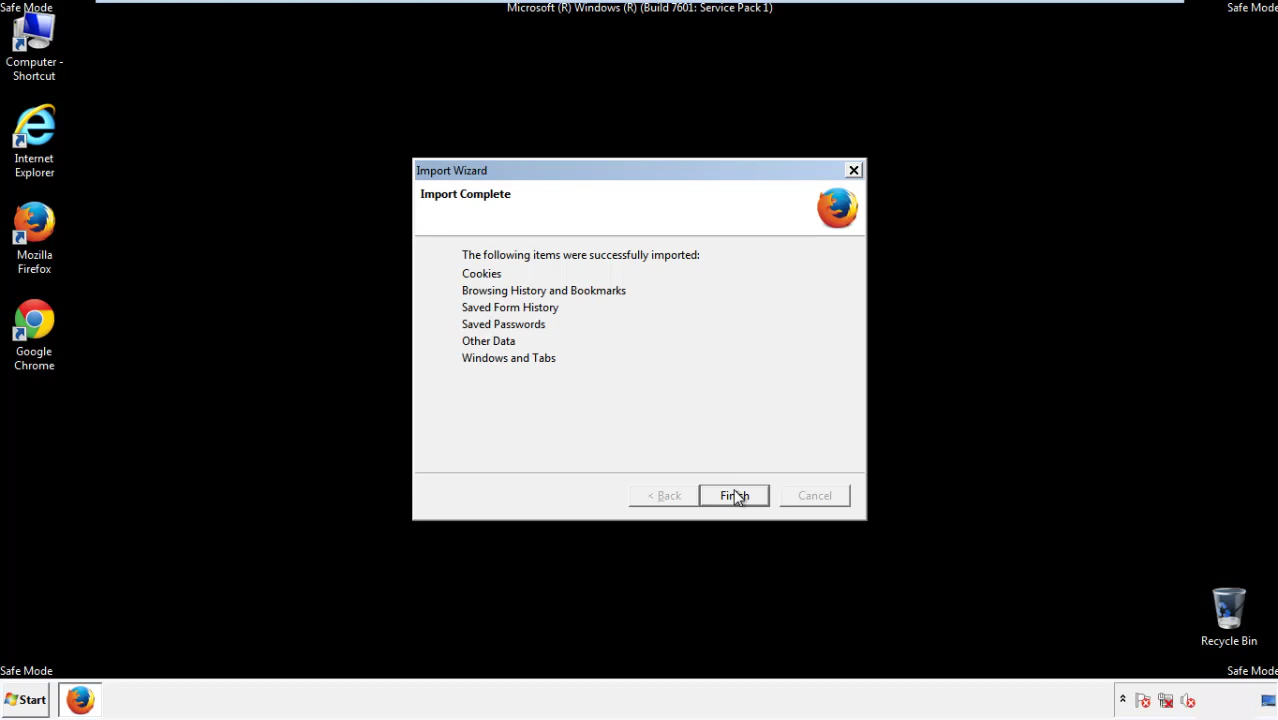 Safe Mode
Microsoft (R) Windows (R) (Build 7601: Service Pack 1)
Safe Mode
Computer -
Shortcut
Internet
Explorer
Mozilla
Firefox
Google
Chrome
Import Wizard
Import Complete
The following items were successfully imported:
Cookies
Browsing History and Bookmarks
Saved Form History
Saved Passwords
Other Data
Windows and Tabs
< Back
Finish
Cancel
Recycle Bin
Safe Mode
Safe Mode
Start